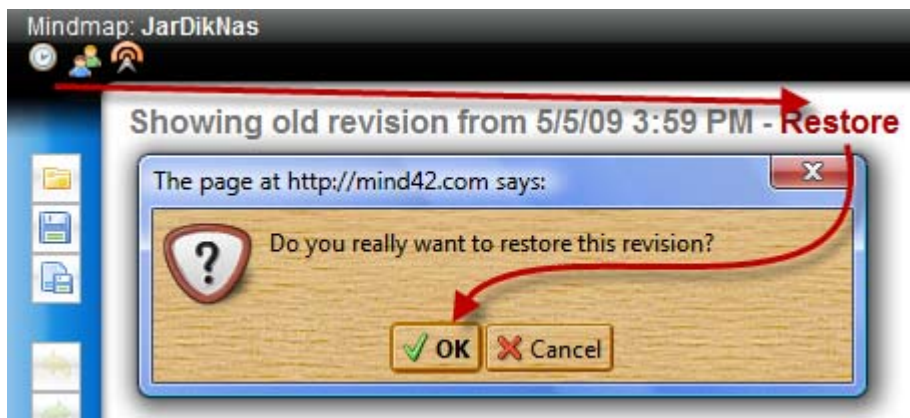 Mindmap: JarDikNas
Showing old revision from 5/5/09 3:59 PM - Restore
The page at http://mind42.com says:
Do you really want to restore this revision?
OK Cancel